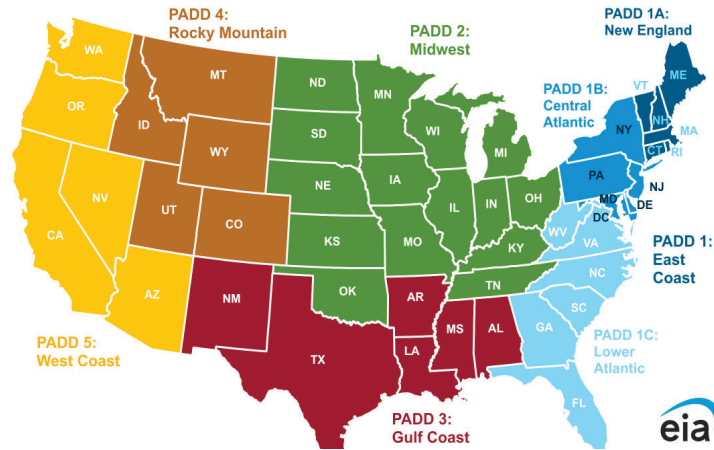 PADD 4:
Rocky Mountain
PADD 2:
Midwest
PADD 1A:
New England
PADD 1B:
Central
Atlantic
WA
OR
CA
NV
AZ
MT
ID
WY
UT
CO
NM
ND
SD
NE
KS
OK
TX
MN
IA
MO
AR
LA
WI
IL
MI
IN
OH
KY
TN
MS
AL
VT
ME
NH
MA
NY
CT
RI
PA
NJ
MD
DE
DC
WV
VA
NC
SC
GA
FL
PADD 1:
East
Coast
PADD 5:
West Coast
PADD 1C:
Lower
Atlantic
PADD 3:
Gulf Coast
eia